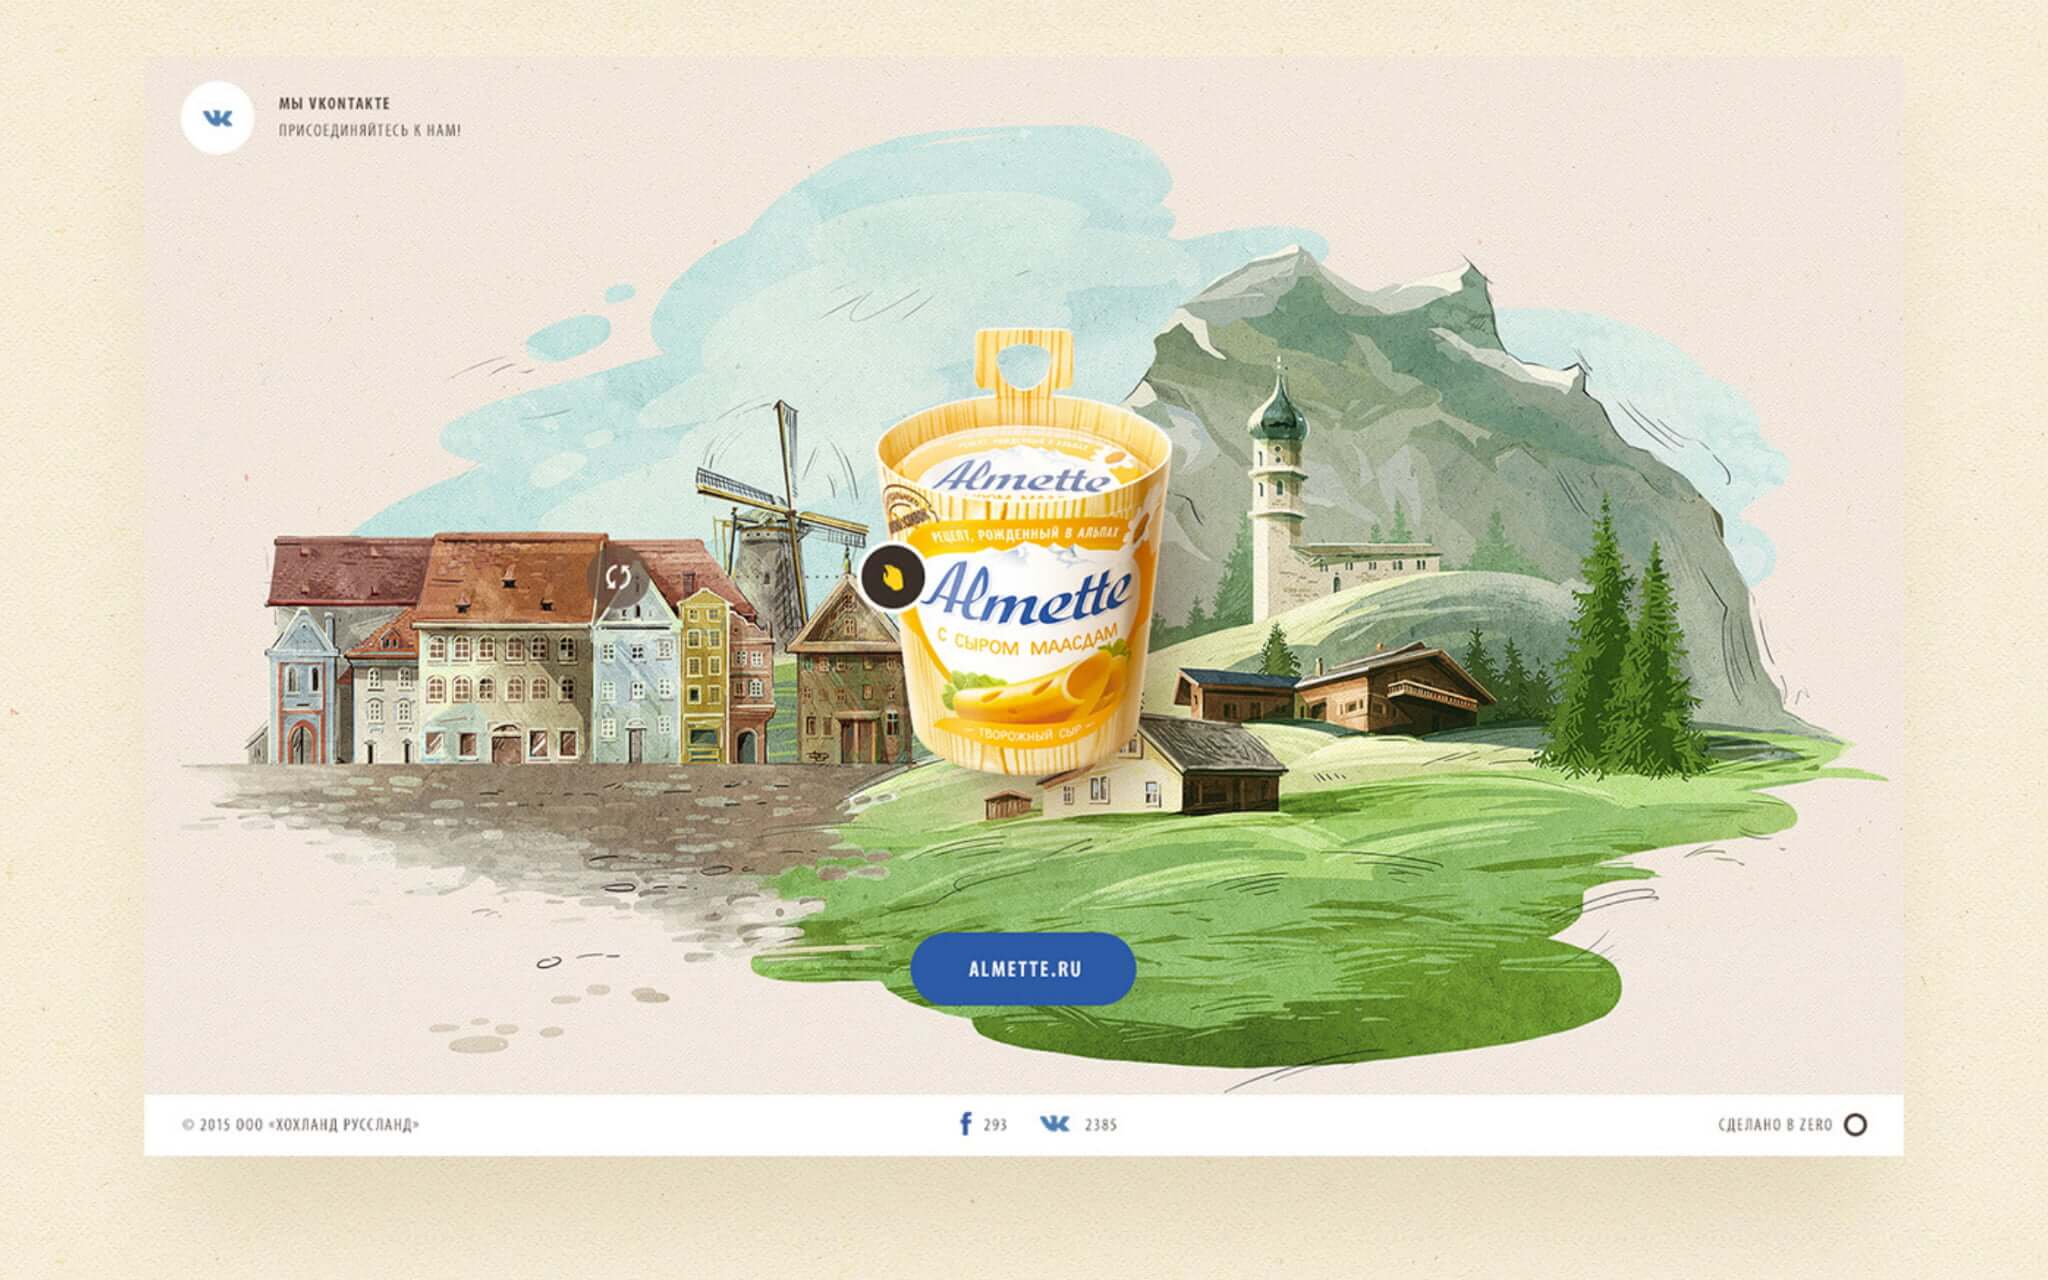 МЫ VKONTAKTE
ПРИСОЕДИНЯЙТЕСЬ К НАМ!
Almette
РЕЦЕПТ, РОЖДЕННЫЙ В АЛЬПАХ
Almette
С СЫРОМ МААСДАМ
ТВОРОЖНЫЙ СЫР
ALMETTE.RU
© 2015 ООО «ХОХЛАНД РУССЛАНД»
293
2385
СДЕЛАНО В ZERO